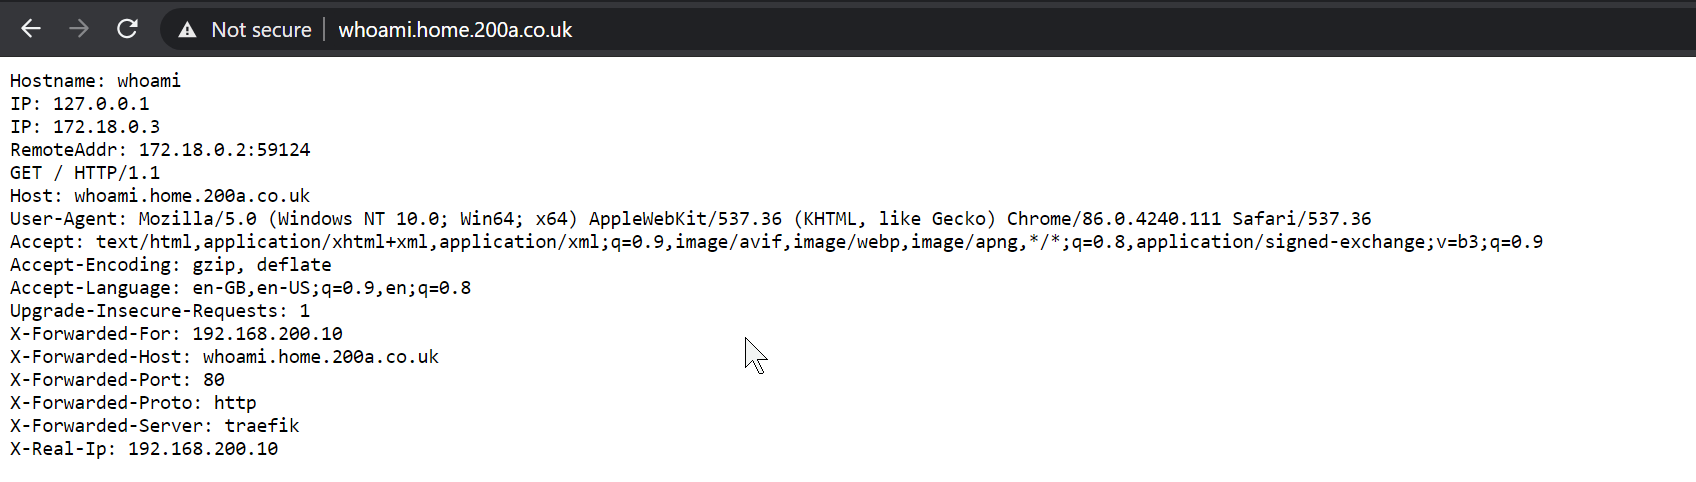 Not secure | whoami.home.200a.co.uk
Hostname: whoami
IP: 127.0.0.1
IP: 172.18.0.3
RemoteAddr: 172.18.0.2:59124
GET / HTTP/1.1
Host: whoami.home.200a.co.uk
User-Agent: Mozilla/5.0 (Windows NT 10.0; Win64; x64) AppleWebKit/537.36 (KHTML, like Gecko) Chrome/86.0.4240.111 Safari/537.36
Accept: text/html,application/xhtml+xml,application/xml;q=0.9,image/avif,image/webp,image/apng,*/*;q=0.8,application/signed-exchange;v=b3;q=0.9
Accept-Encoding: gzip, deflate
Accept-Language: en-GB,en-US;q=0.9,en;q=0.8
Upgrade-Insecure-Requests: 1
X-Forwarded-For: 192.168.200.10
X-Forwarded-Host: whoami.home.200a.co.uk
X-Forwarded-Port: 80
X-Forwarded-Proto: http
X-Forwarded-Server: traefik
X-Real-Ip: 192.168.200.10